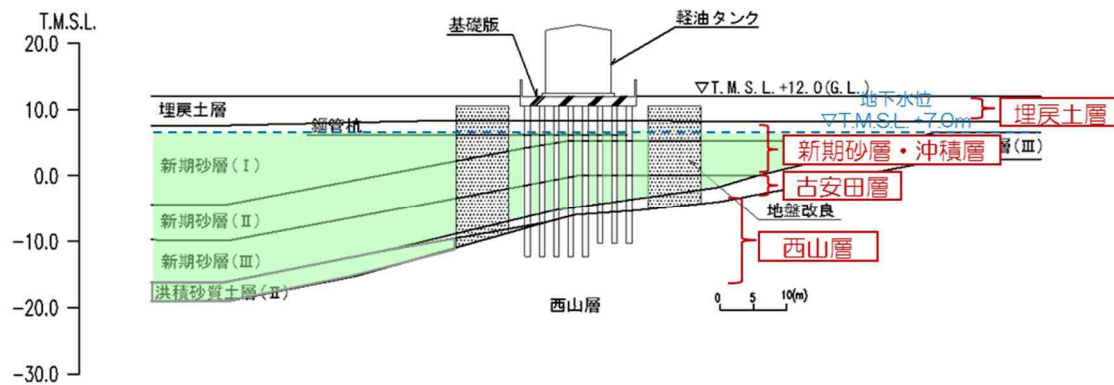 T.M.S.L.
20.0
10.0
0.0
-10.0
-20.0
-30.0
基礎版
軽油タンク
▽T.M.S.L.+12.0(G.L.)
埋戻土層
地下水位
▽T.M.S.L. +7.0m
埋戻土層
鋼管杭
新期砂層(Ⅰ)
新期砂層・沖積層
層(Ⅲ)
古安田層
新期砂層(Ⅱ)
地盤改良
西山層
新期砂層(Ⅲ)
洪積砂質土層(Ⅱ)
西山層
0 5 10(m)